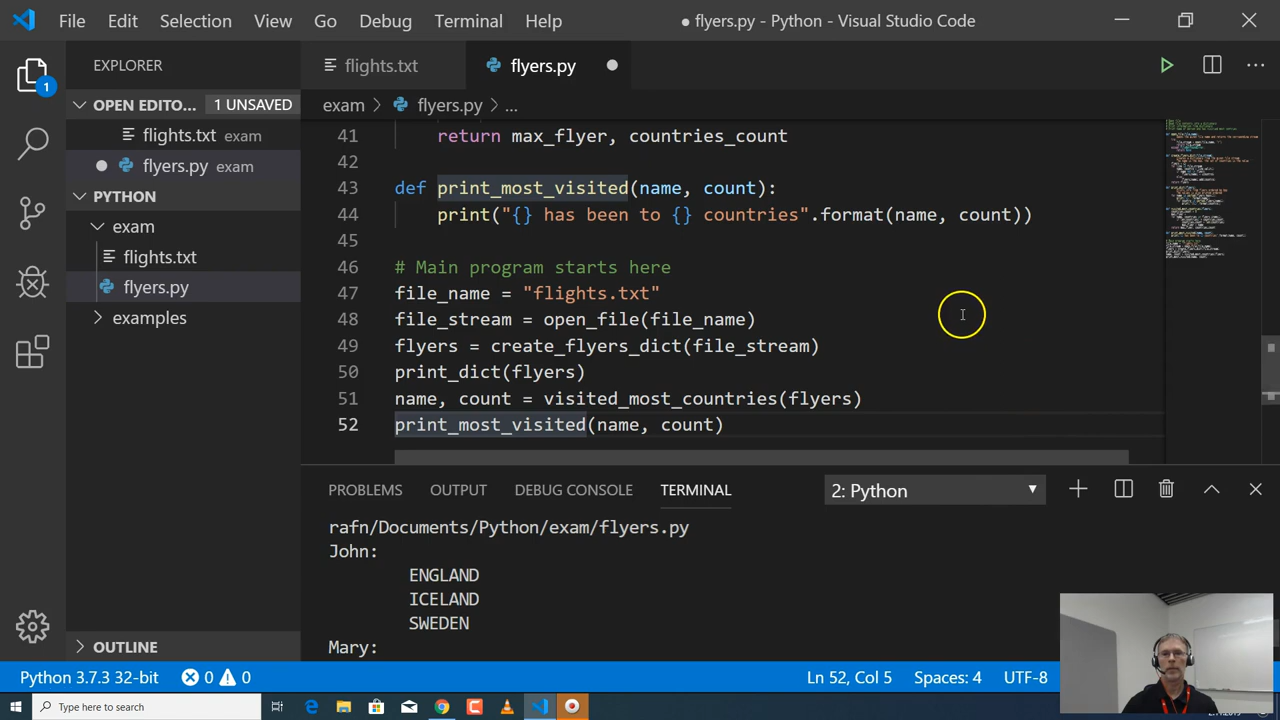 File Edit Selection View Go Debug Terminal Help
● flyers.py - Python - Visual Studio Code
EXPLORER
flights.txt
flyers.py
OPEN EDITO... 1 UNSAVED
exam > flyers.py > ...
flights.txt exam
flyers.py exam
PYTHON
exam
flights.txt
flyers.py
examples
OUTLINE
1
41 return max_flyer, countries_count
42
43 def print_most_visited(name, count):
44 print("{} has been to {} countries".format(name, count))
45
46 # Main program starts here
47 file_name = "flights.txt"
48 file_stream = open_file(file_name)
49 flyers = create_flyers_dict(file_stream)
50 print_dict(flyers)
51 name, count = visited_most_countries(flyers)
52 print_most_visited(name, count)
PROBLEMS OUTPUT DEBUG CONSOLE TERMINAL 2: Python
rafn/Documents/Python/exam/flyers.py
John:
ENGLAND
ICELAND
SWEDEN
Mary:
Python 3.7.3 32-bit 0 0 Ln 52, Col 5 Spaces: 4 UTF-8
Type here to search